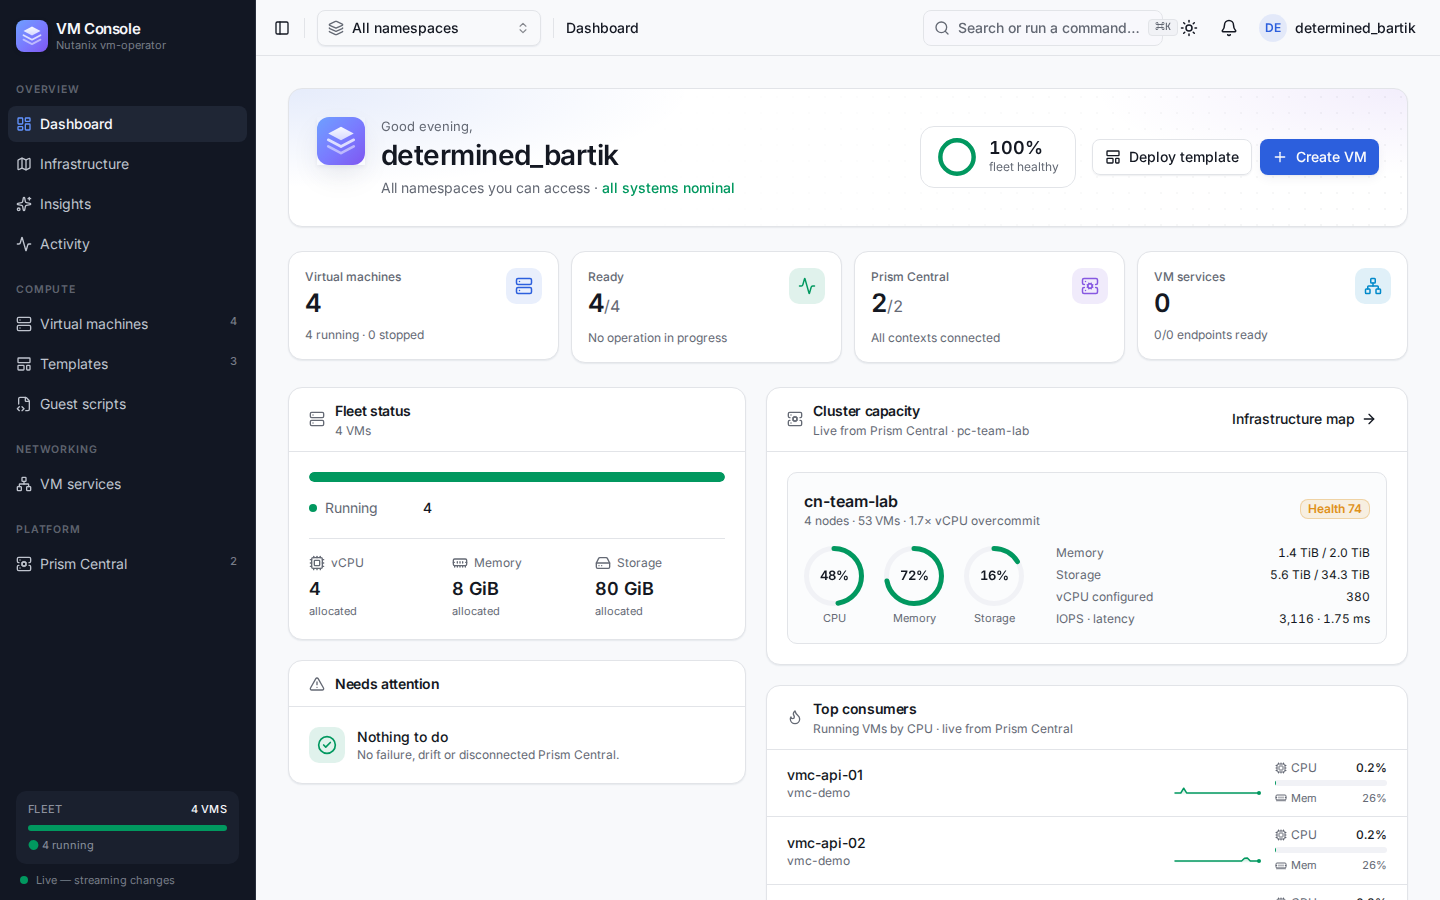 VM Console
Nutanix vm-operator
OVERVIEW
Dashboard
Infrastructure
Insights
Activity
COMPUTE
Virtual machines 4
Templates 3
Guest scripts
NETWORKING
VM services
PLATFORM
Prism Central 2
FLEET 4 VMS
4 running
Live — streaming changes
All namespaces
Dashboard
Search or run a command... ⌘K
DE determined_bartik
Good evening,
determined_bartik
All namespaces you can access · all systems nominal
100%
fleet healthy
Deploy template
Create VM
Virtual machines
4
4 running · 0 stopped
Ready
4/4
No operation in progress
Prism Central
2/2
All contexts connected
VM services
0
0/0 endpoints ready
Fleet status
4 VMs
Running 4
vCPU
4
allocated
Memory
8 GiB
allocated
Storage
80 GiB
allocated
Needs attention
Nothing to do
No failure, drift or disconnected Prism Central.
Cluster capacity
Live from Prism Central · pc-team-lab
Infrastructure map
cn-team-lab
4 nodes · 53 VMs · 1.7× vCPU overcommit
Health 74
48%
CPU
72%
Memory
16%
Storage
Memory 1.4 TiB / 2.0 TiB
Storage 5.6 TiB / 34.3 TiB
vCPU configured 380
IOPS · latency 3,116 · 1.75 ms
Top consumers
Running VMs by CPU · live from Prism Central
vmc-api-01
vmc-demo
CPU 0.2%
Mem 26%
vmc-api-02
vmc-demo
CPU 0.2%
Mem 26%